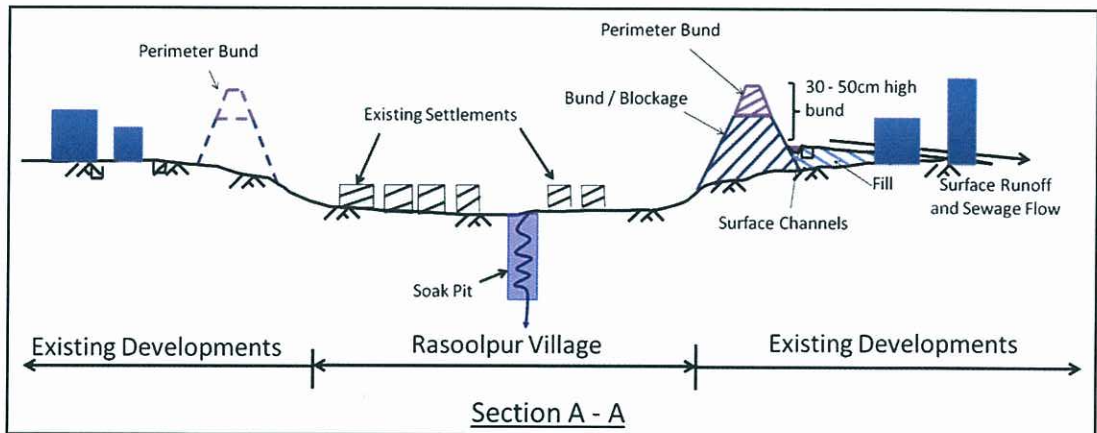 Perimeter Bund
Perimeter Bund
Bund / Blockage
30 - 50cm high
bund
Existing Settlements
Fill
Surface Runoff
and Sewage Flow
Surface Channels
Soak Pit
Existing Developments
Rasoolpur Village
Existing Developments
Section A - A